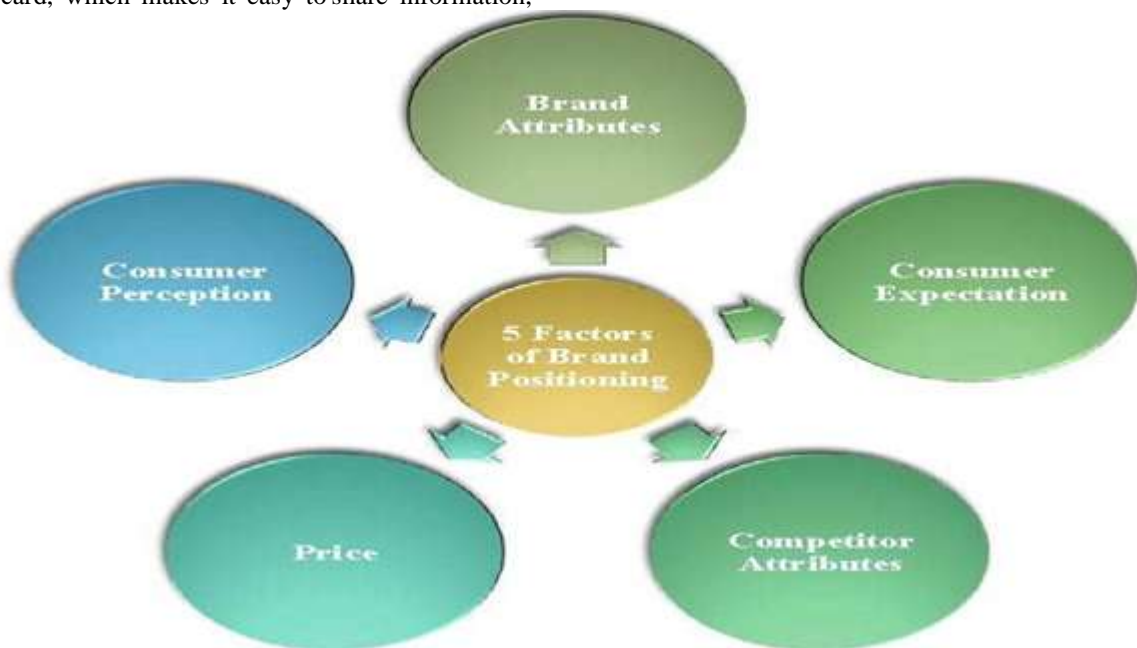 card, which makes it easy to share information,
Brand
Attributes
Consumer
Perception
Consumer
Expectation
5 Factors
of Brand
Positioning
Price
Competitor
Attributes